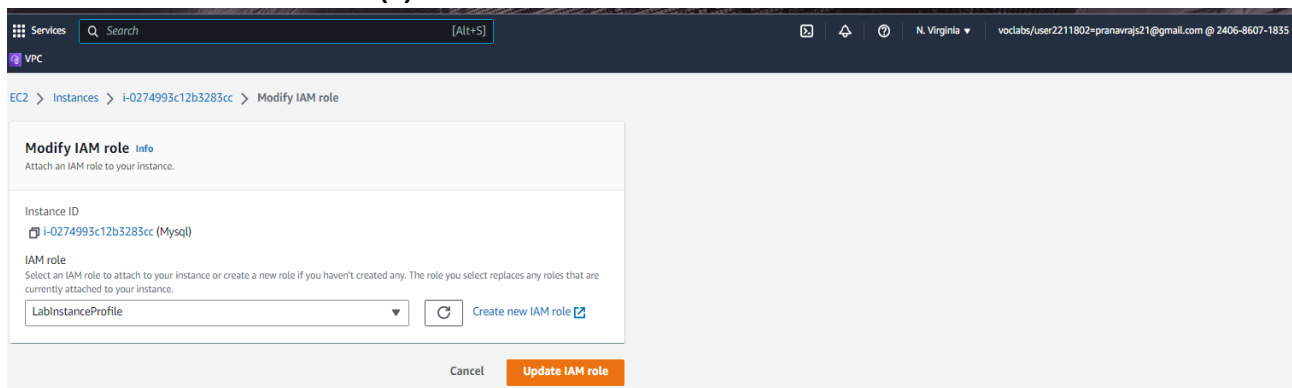 (s)
Services Search [Alt+S] N. Virginia ▼ voclabs/user2211802=pranavrajs21@gmail.com @ 2406-8607-1835
VPC
EC2 > Instances > i-0274993c12b3283cc > Modify IAM role
Modify IAM role Info
Attach an IAM role to your instance.
Instance ID
i-0274993c12b3283cc (Mysql)
IAM role
Select an IAM role to attach to your instance or create a new role if you haven't created any. The role you select replaces any roles that are
currently attached to your instance.
LabInstanceProfile ▼ Create new IAM role
Cancel Update IAM role